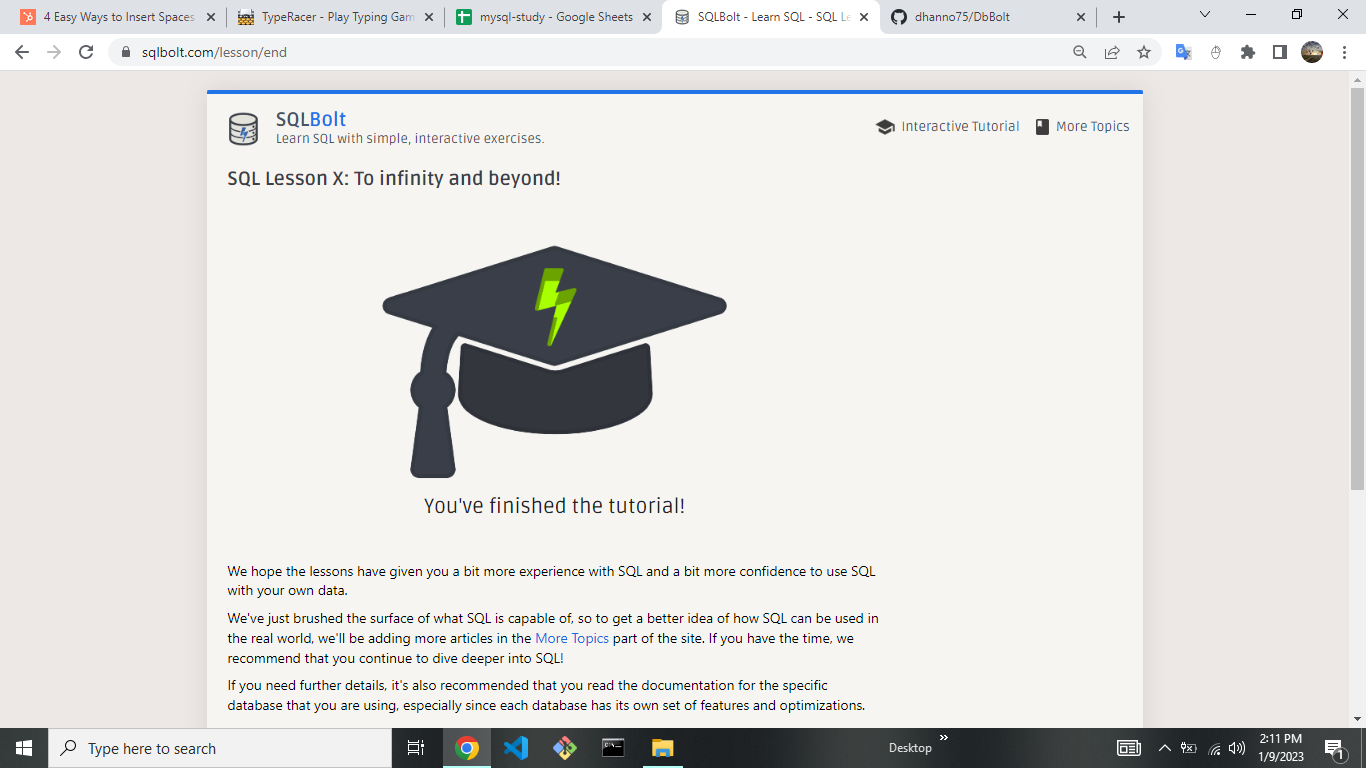 4 Easy Ways to Insert Spaces
TypeRacer - Play Typing Gam
mysql-study - Google Sheets
SQLBolt - Learn SQL - SQL Le
dhanno75/DbBolt
sqlbolt.com/lesson/end
SQLBolt
Learn SQL with simple, interactive exercises.
Interactive Tutorial
More Topics
SQL Lesson X: To infinity and beyond!
You've finished the tutorial!
We hope the lessons have given you a bit more experience with SQL and a bit more confidence to use SQL
with your own data.
We've just brushed the surface of what SQL is capable of, so to get a better idea of how SQL can be used in
the real world, we'll be adding more articles in the More Topics part of the site. If you have the time, we
recommend that you continue to dive deeper into SQL!
If you need further details, it's also recommended that you read the documentation for the specific
database that you are using, especially since each database has its own set of features and optimizations.
Type here to search
Desktop
2:11 PM
1/9/2023
1